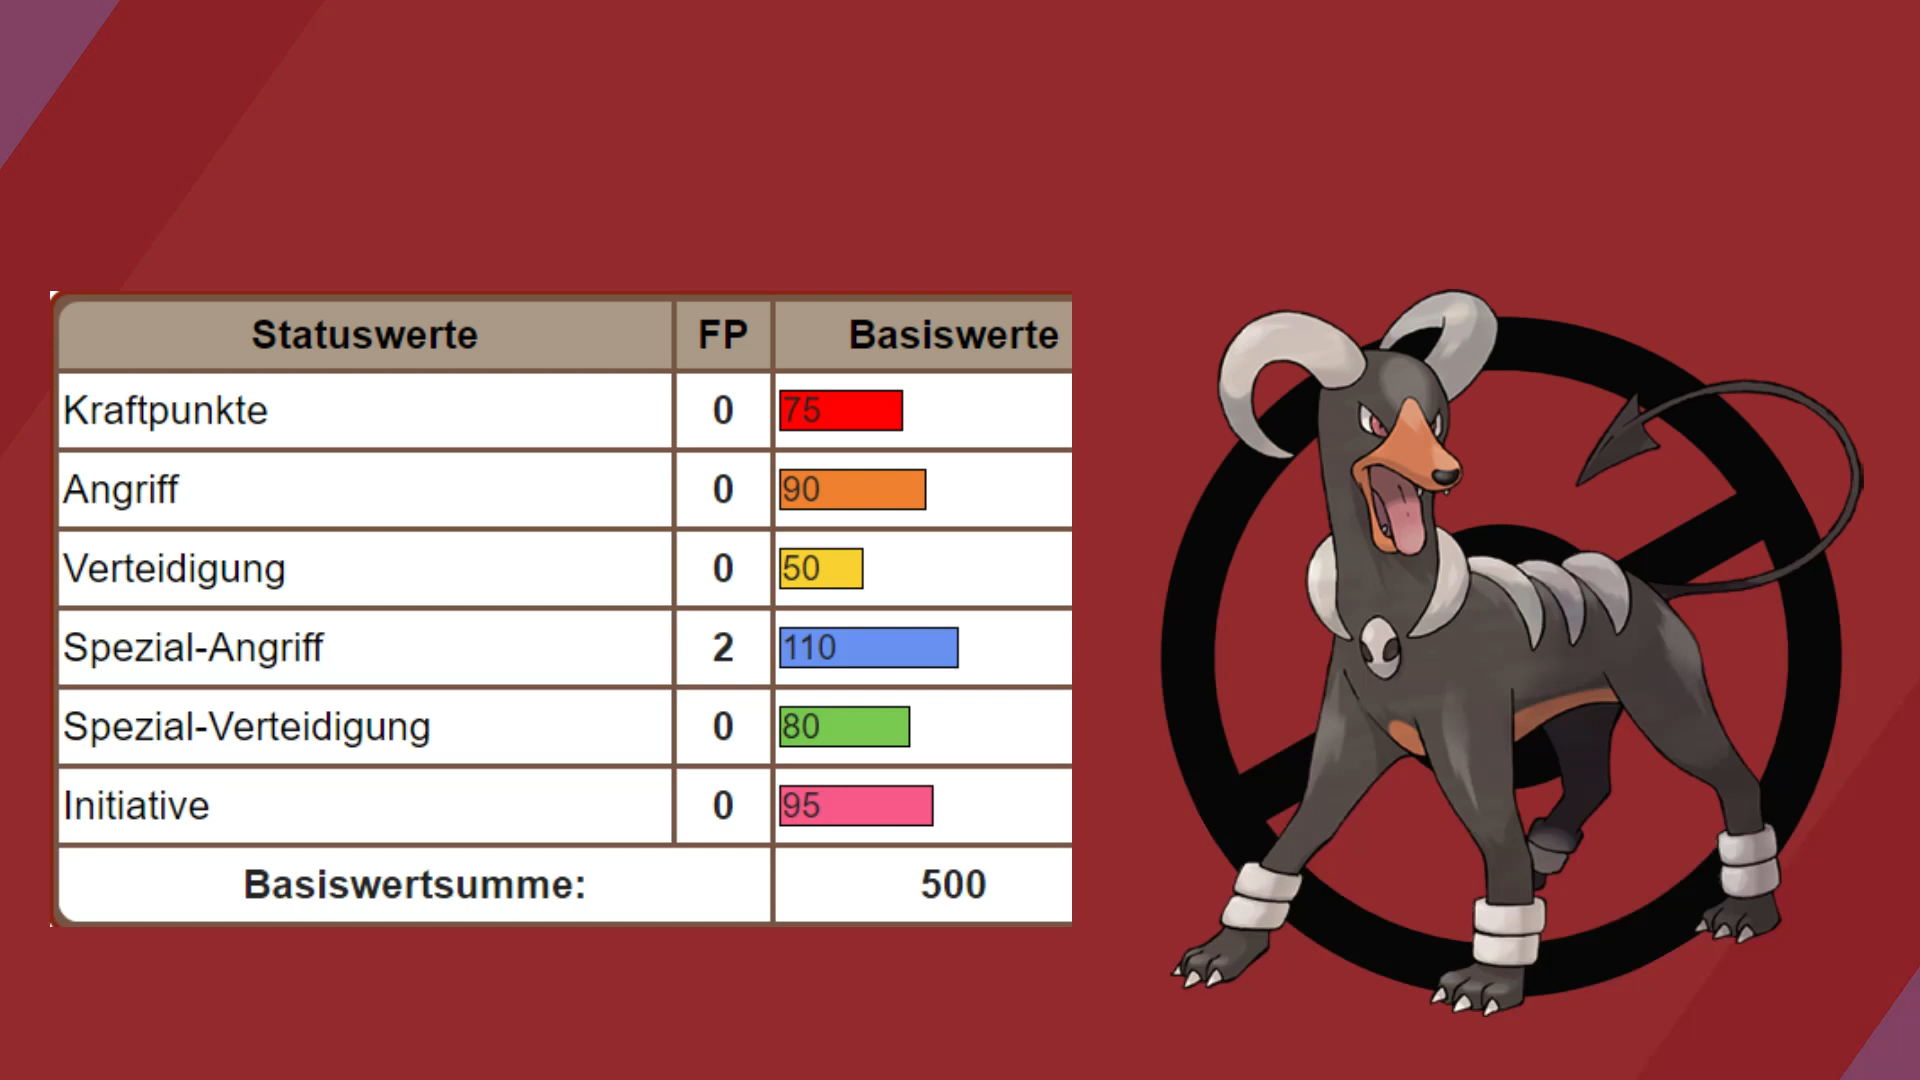 Statuswerte FP Basiswerte
Kraftpunkte 0 75
Angriff 0 90
Verteidigung 0 50
Spezial-Angriff 2 110
Spezial-Verteidigung 0 80
Initiative 0 95
Basiswertsumme: 500